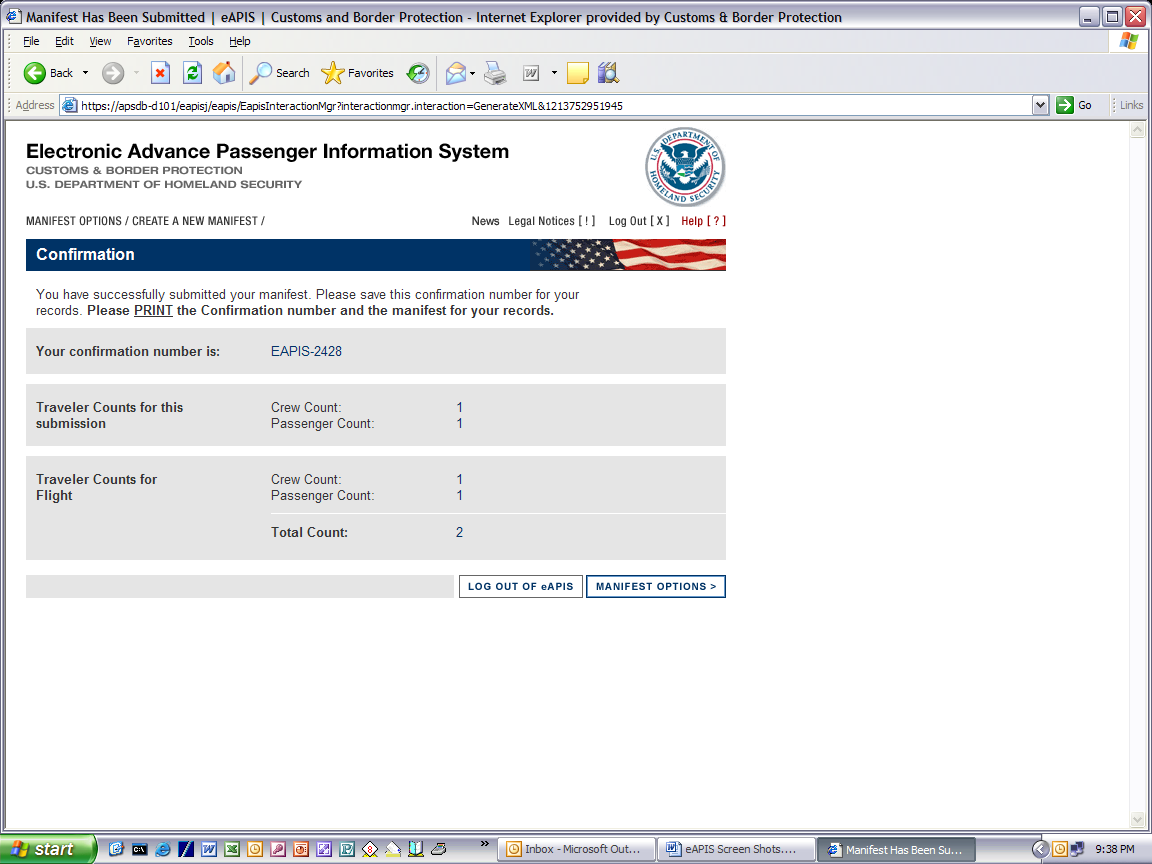 Manifest Has Been Submitted | eAPIS | Customs and Border Protection - Internet Explorer provided by Customs & Border Protection
File Edit View Favorites Tools Help
Back Search Favorites
Address https://apsdb-d101/eapisj/eapis/EapisInteractionMgr?interactionmgr.interaction=GenerateXML&1213752951945 Go Links
Electronic Advance Passenger Information System
CUSTOMS & BORDER PROTECTION
U.S. DEPARTMENT OF HOMELAND SECURITY
U.S. DEPARTMENT OF HOMELAND SECURITY
MANIFEST OPTIONS / CREATE A NEW MANIFEST /
News Legal Notices [ ! ] Log Out [ X ] Help [ ? ]
Confirmation
You have successfully submitted your manifest. Please save this confirmation number for your
records. Please PRINT the Confirmation number and the manifest for your records.
Your confirmation number is: EAPIS-2428
Traveler Counts for this
submission
Crew Count: 1
Passenger Count: 1
Traveler Counts for
Flight
Crew Count: 1
Passenger Count: 1
Total Count: 2
LOG OUT OF eAPIS MANIFEST OPTIONS >
start Inbox - Microsoft Out... eAPIS Screen Shots.... Manifest Has Been Su... 9:38 PM